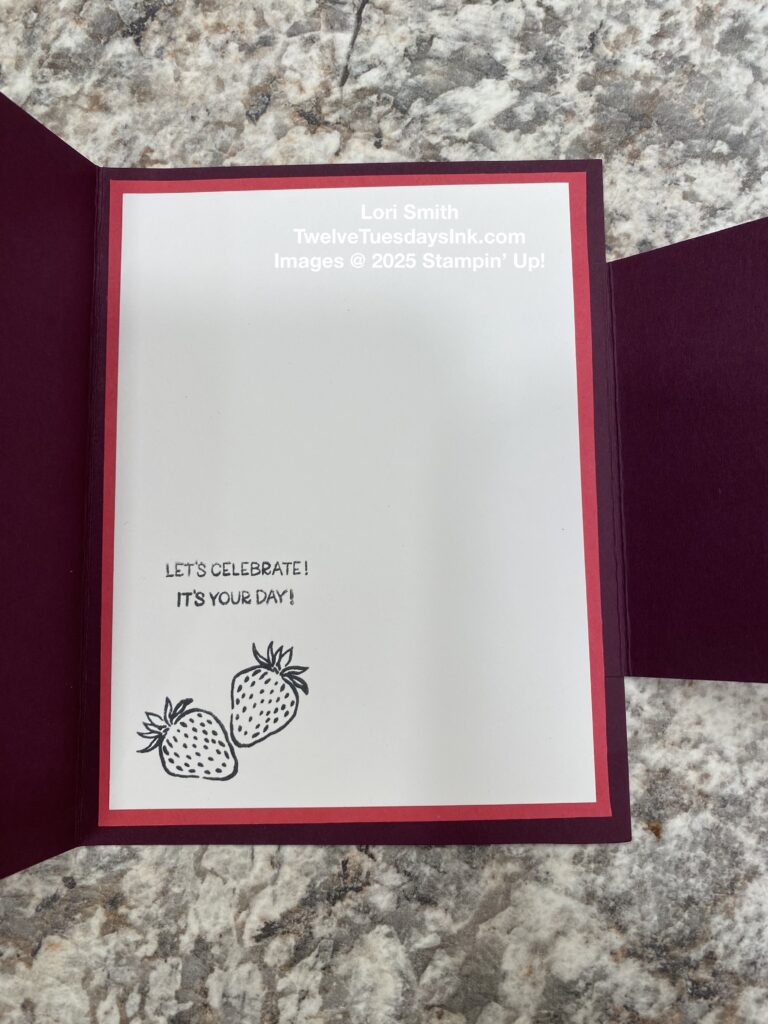 Lori Smith
TwelveTuesdaysInk.com
Images @ 2025 Stampin' Up!
LET'S CELEBRATE!
IT'S YOUR DAY!